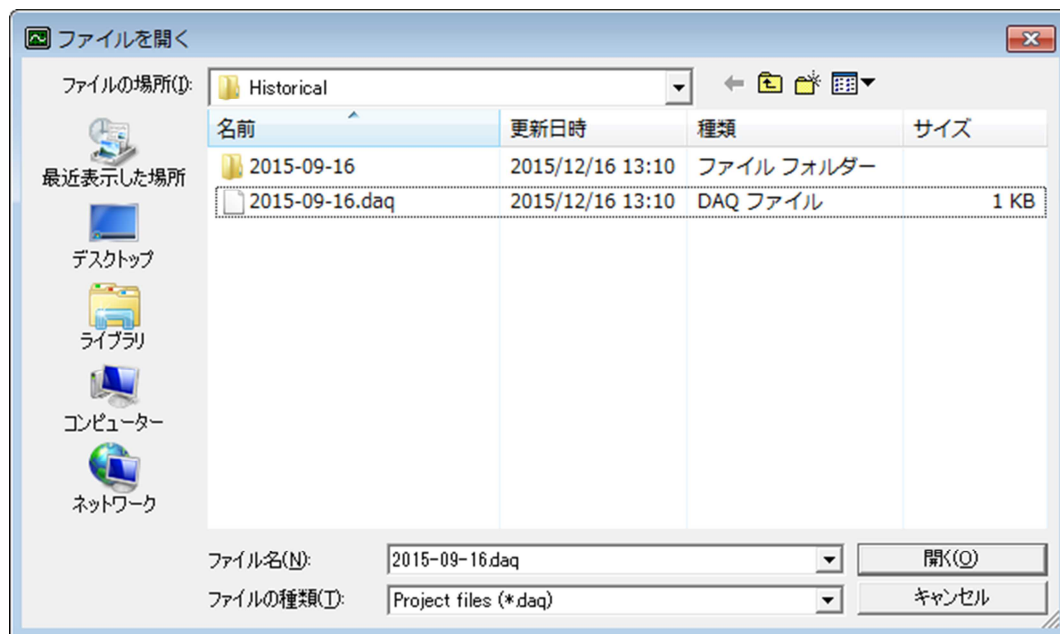 ファイルを開く
ファイルの場所(I):
Historical
名前 更新日時 種類 サイズ
2015-09-16 2015/12/16 13:10 ファイル フォルダー
2015-09-16.daq 2015/12/16 13:10 DAQ ファイル 1 KB
最近表示した場所
デスクトップ
ライブラリ
コンピューター
ネットワーク
ファイル名(N): 2015-09-16.daq 開く(O)
ファイルの種類(T): Project files (*.daq) キャンセル